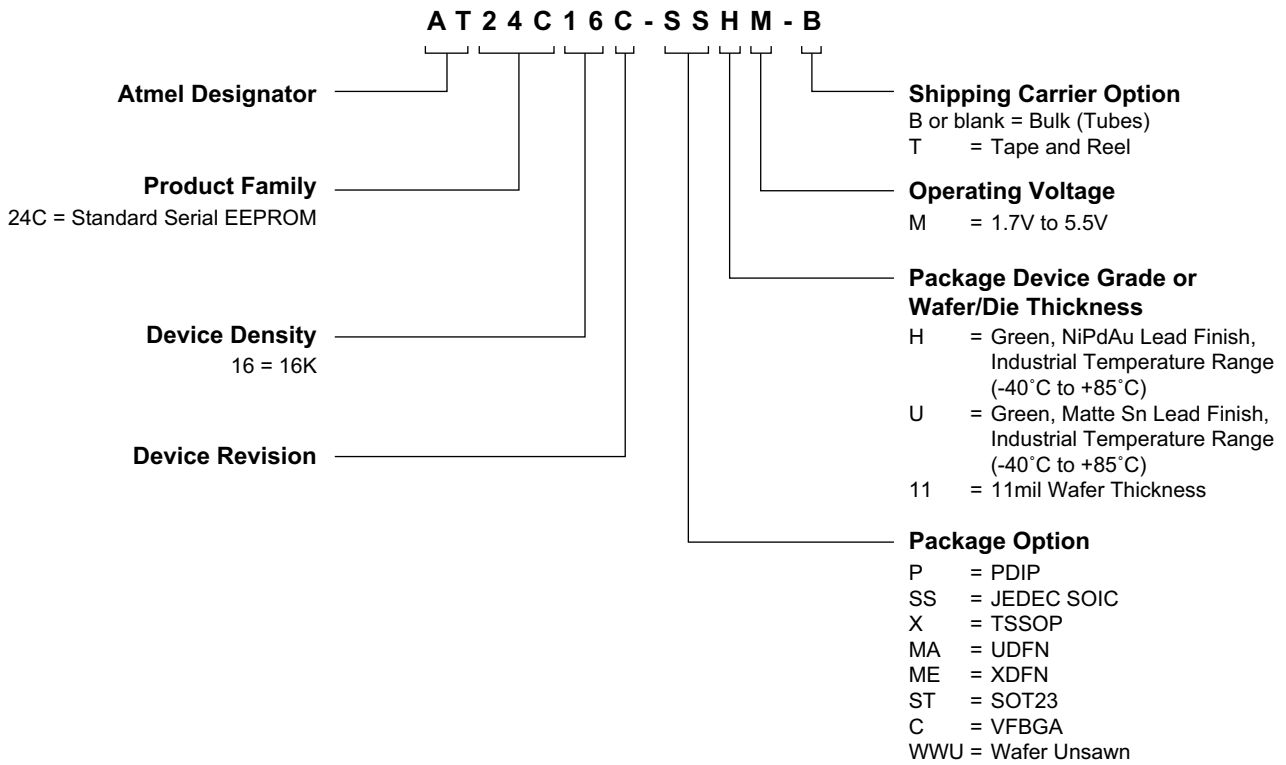 AT24C16C-SSHM-B
Atmel Designator
Product Family
24C = Standard Serial EEPROM
Device Density
16 = 16K
Device Revision
Shipping Carrier Option
B or blank = Bulk (Tubes)
T = Tape and Reel
Operating Voltage
M = 1.7V to 5.5V
Package Device Grade or
Wafer/Die Thickness
H = Green, NiPdAu Lead Finish,
Industrial Temperature Range
(-40˚C to +85˚C)
U = Green, Matte Sn Lead Finish,
Industrial Temperature Range
(-40˚C to +85˚C)
11 = 11mil Wafer Thickness
Package Option
P = PDIP
SS = JEDEC SOIC
X = TSSOP
MA = UDFN
ME = XDFN
ST = SOT23
C = VFBGA
WWU = Wafer Unsawn